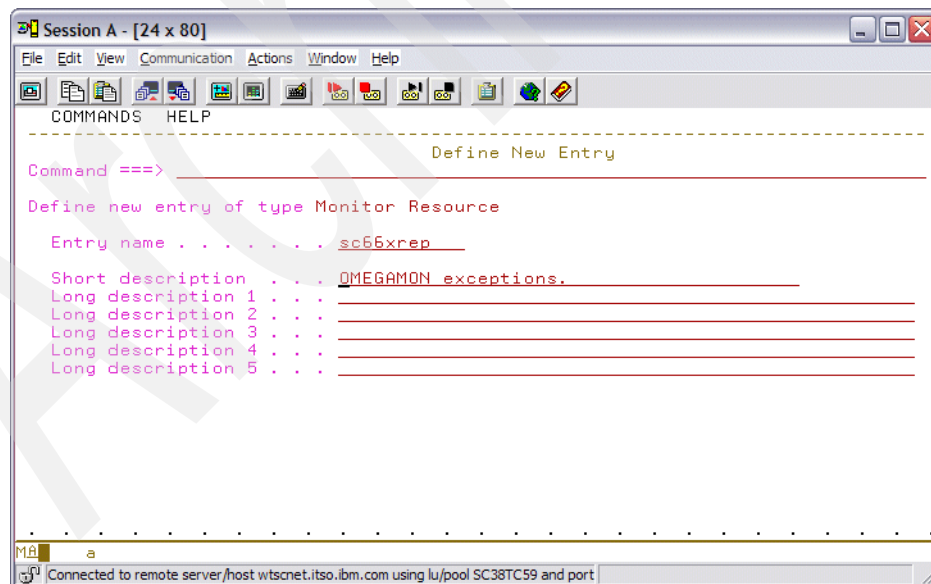 Session A - [24 x 80]
File Edit View Communication Actions Window Help
COMMANDS HELP
Define New Entry
Command ===>
Define new entry of type Monitor Resource
Entry name . . . . . . . sc66xrep
Short description . . . OMEGAMON exceptions.
Long description 1 . . .
Long description 2 . . .
Long description 3 . . .
Long description 4 . . .
Long description 5 . . .
MA a
Connected to remote server/host wtscnet.itso.ibm.com using lu/pool SC38TC59 and port